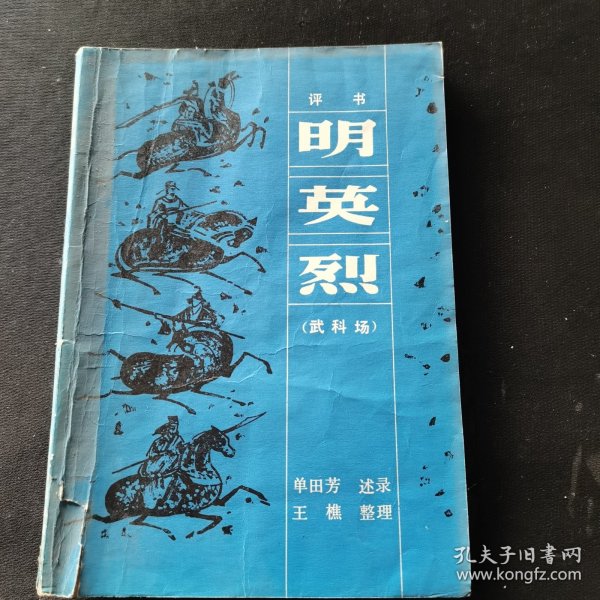 评书
明
英
烈
(武科场)
单田芳 述录
王樵 整理
孔夫子旧书网
www.kongfz.com